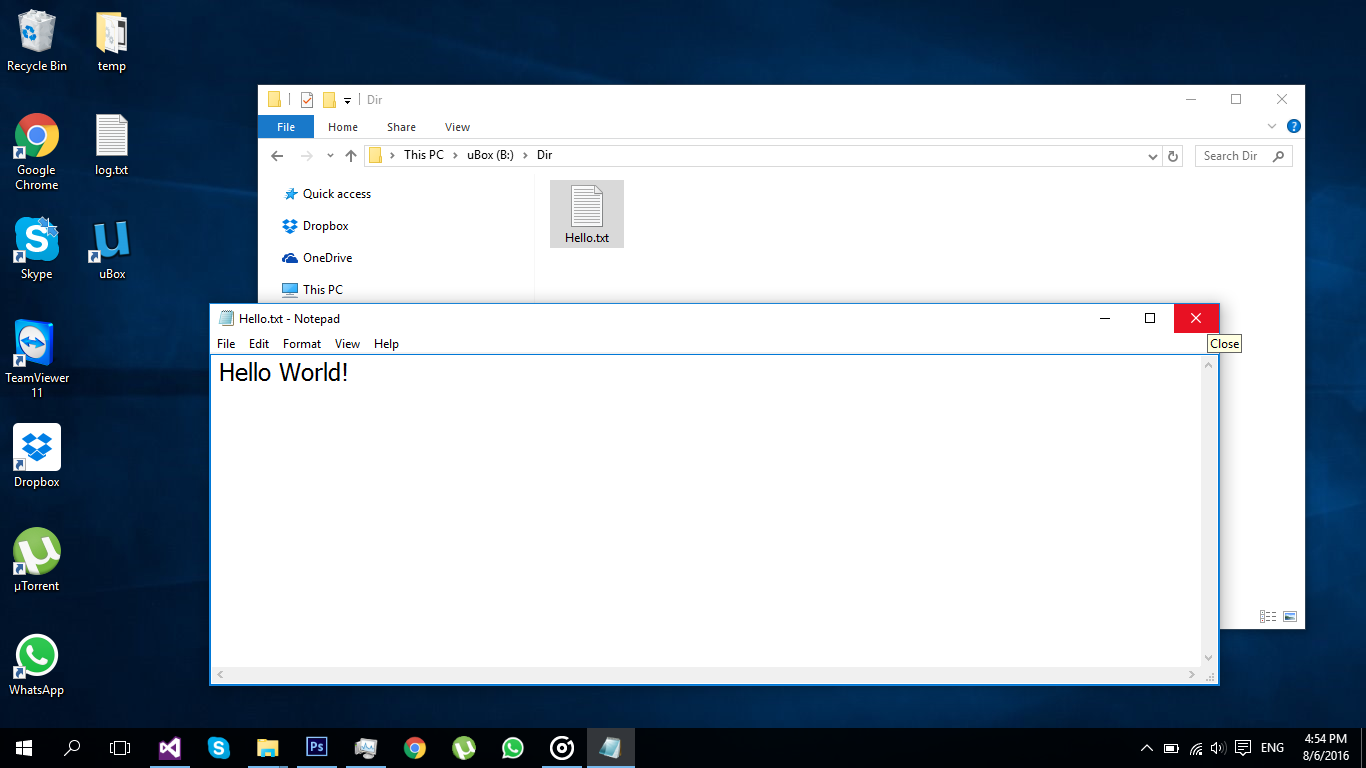 Recycle Bin
temp
Google
Chrome
log.txt
Skype
uBox
TeamViewer
11
Dropbox
µTorrent
WhatsApp
Dir
File Home Share View
This PC uBox (B:) Dir
Search Dir
Quick access
Dropbox
OneDrive
This PC
Hello.txt
Hello.txt - Notepad
File Edit Format View Help
Close
Hello World!
Ps
ENG
4:54 PM
8/6/2016